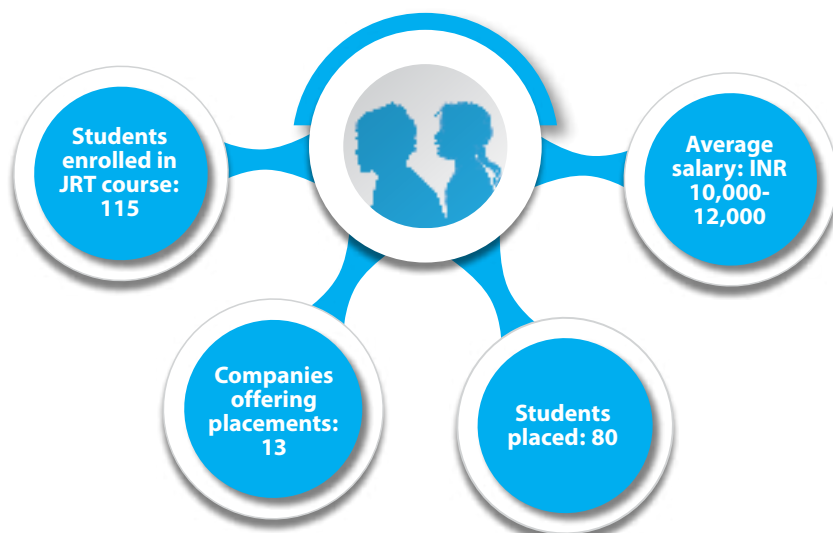 Students
enrolled in
JRT course:
115
Average
salary: INR
10,000-
12,000
Companies
offering
placements:
13
Students
placed: 80